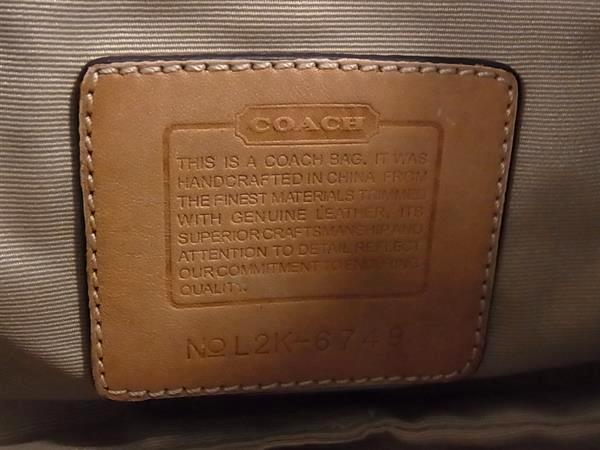 COACH
THIS IS A COACH BAG. IT WAS
HANDCRAFTED IN CHINA FROM
THE FINEST MATERIALS TRIMMED
WITH GENUINE LEATHER, ITS
SUPERIOR CRAFTSMANSHIP AND
ATTENTION TO DETAIL REFLECT
OUR COMMITMENT TO ENDURING
QUALITY.
No L2K-6749